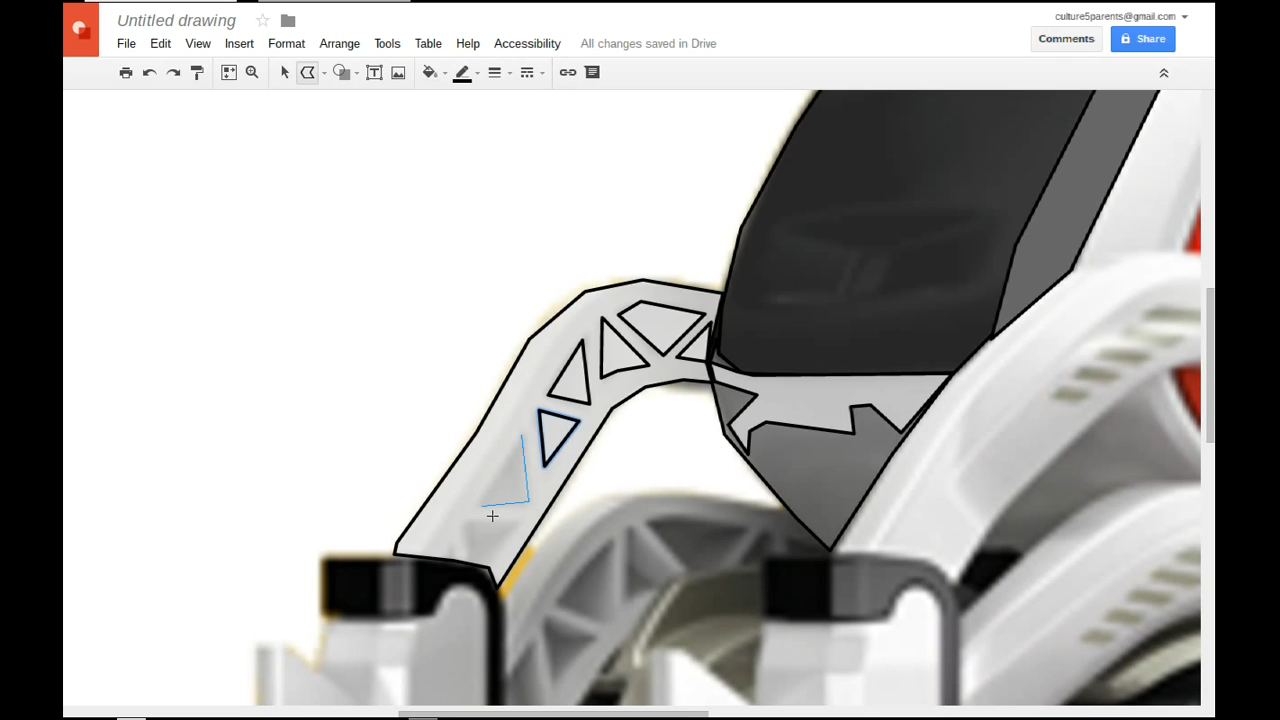 Untitled drawing
culture5parents@gmail.com
File Edit View Insert Format Arrange Tools Table Help Accessibility All changes saved in Drive
Comments Share